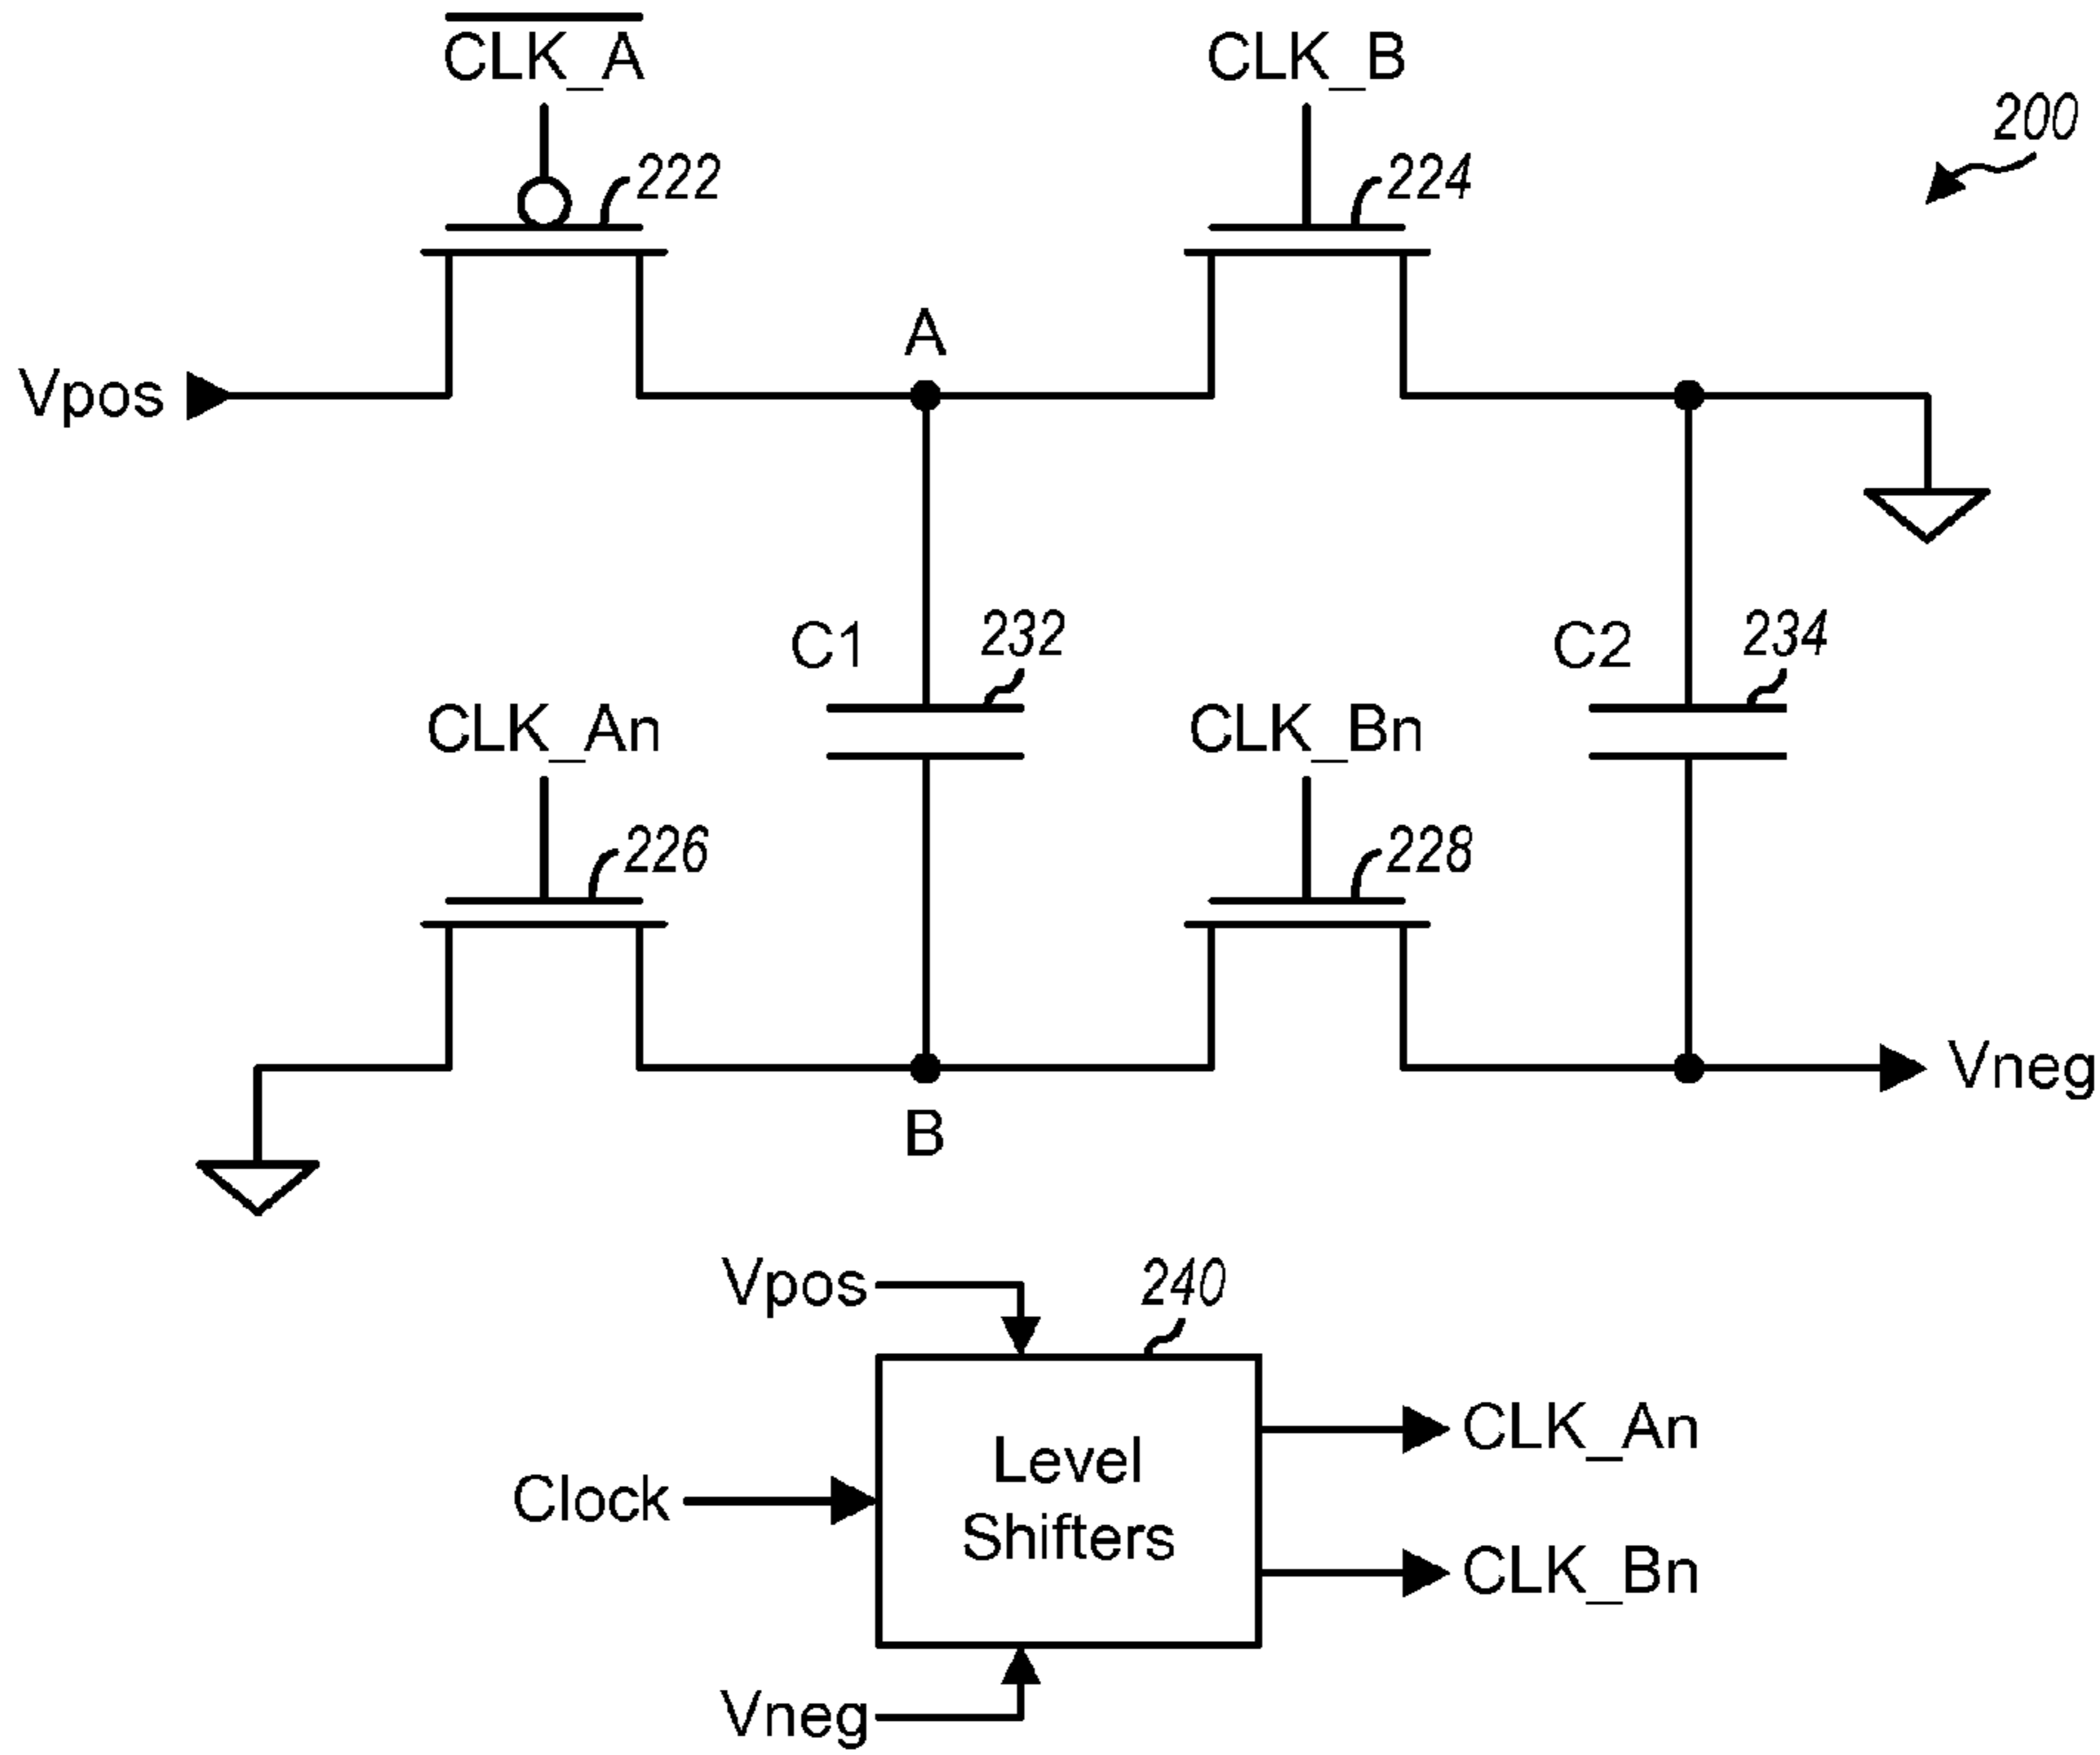 CLK_A
CLK_B
200
222
224
A
Vpos
C1
232
C2
234
CLK_An
CLK_Bn
226
228
Vneg
B
Vpos
240
Level
Shifters
CLK_An
Clock
CLK_Bn
Vneg